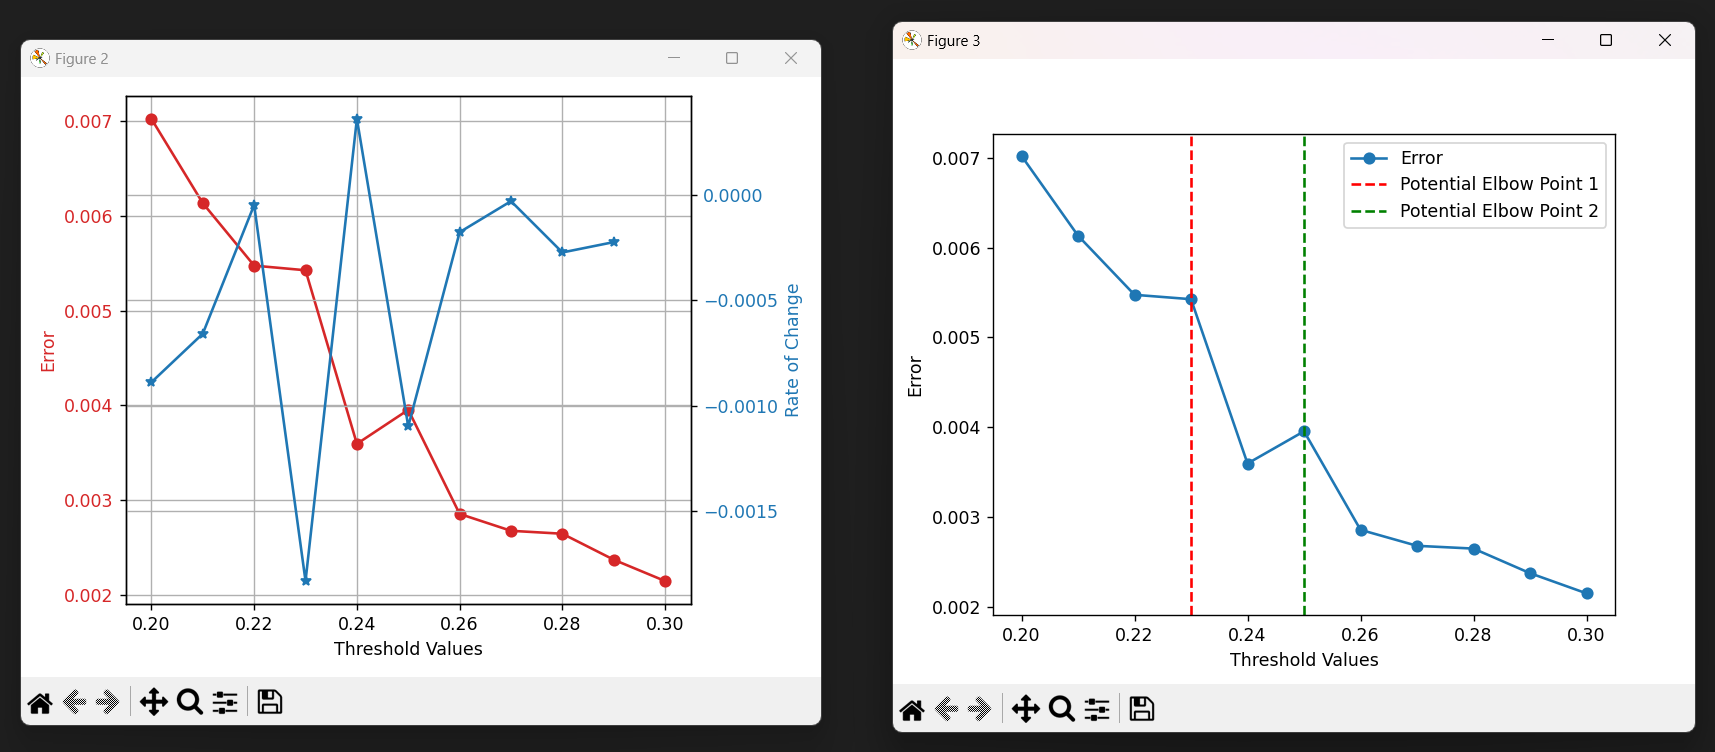 Figure 2
0.007
0.006
0.005
0.004
0.003
0.002
Error
0.0000
−0.0005
−0.0010
−0.0015
Rate of Change
0.20 0.22 0.24 0.26 0.28 0.30
Threshold Values
Figure 3
Error
Potential Elbow Point 1
Potential Elbow Point 2
0.007
0.006
0.005
0.004
0.003
0.002
Error
0.20 0.22 0.24 0.26 0.28 0.30
Threshold Values